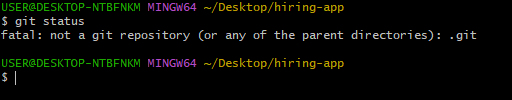 USER@DESKTOP-NTBFNKM MINGW64 ~/Desktop/hiring-app
$ git status
fatal: not a git repository (or any of the parent directories): .git
USER@DESKTOP-NTBFNKM MINGW64 ~/Desktop/hiring-app
$